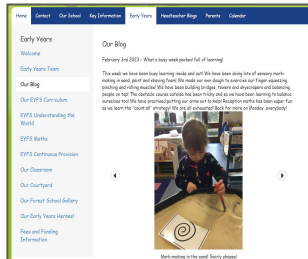 Home Contact Our School Key Information Early Years Headteacher Blogs Parents Calendar
Early Years
Welcome
Early Years Team
Our Blog
Our EYFS Curriculum
EYFS Understanding the
World
EYFS Maths
EYFS Continuous Provision
Our Classroom
Our Courtyard
Our Forest School Gallery
Our Early Years Heroes!
Fees and Funding
Information
Our Blog
February 3rd 2023 - What a busy week packed full of learning!
This week we have been busy learning inside and out! We have been doing lots of sensory mark-
making in sand, paint and shaving foam! We made our own dough to exercise our finger-squeezing,
pinching and rolling muscles! We have been building bridges, towers and skyscrapers and balancing
people on top! The obstacle course outside has been tricky and so we have been learning to balance
ourselves too! We have practised putting our arms out to help! Reception maths has been super fun
as we learn the 'count all' strategy! We are all exhausted! Back for more on Monday, everybody!
Mark-making in the sand! Swirly shapes!